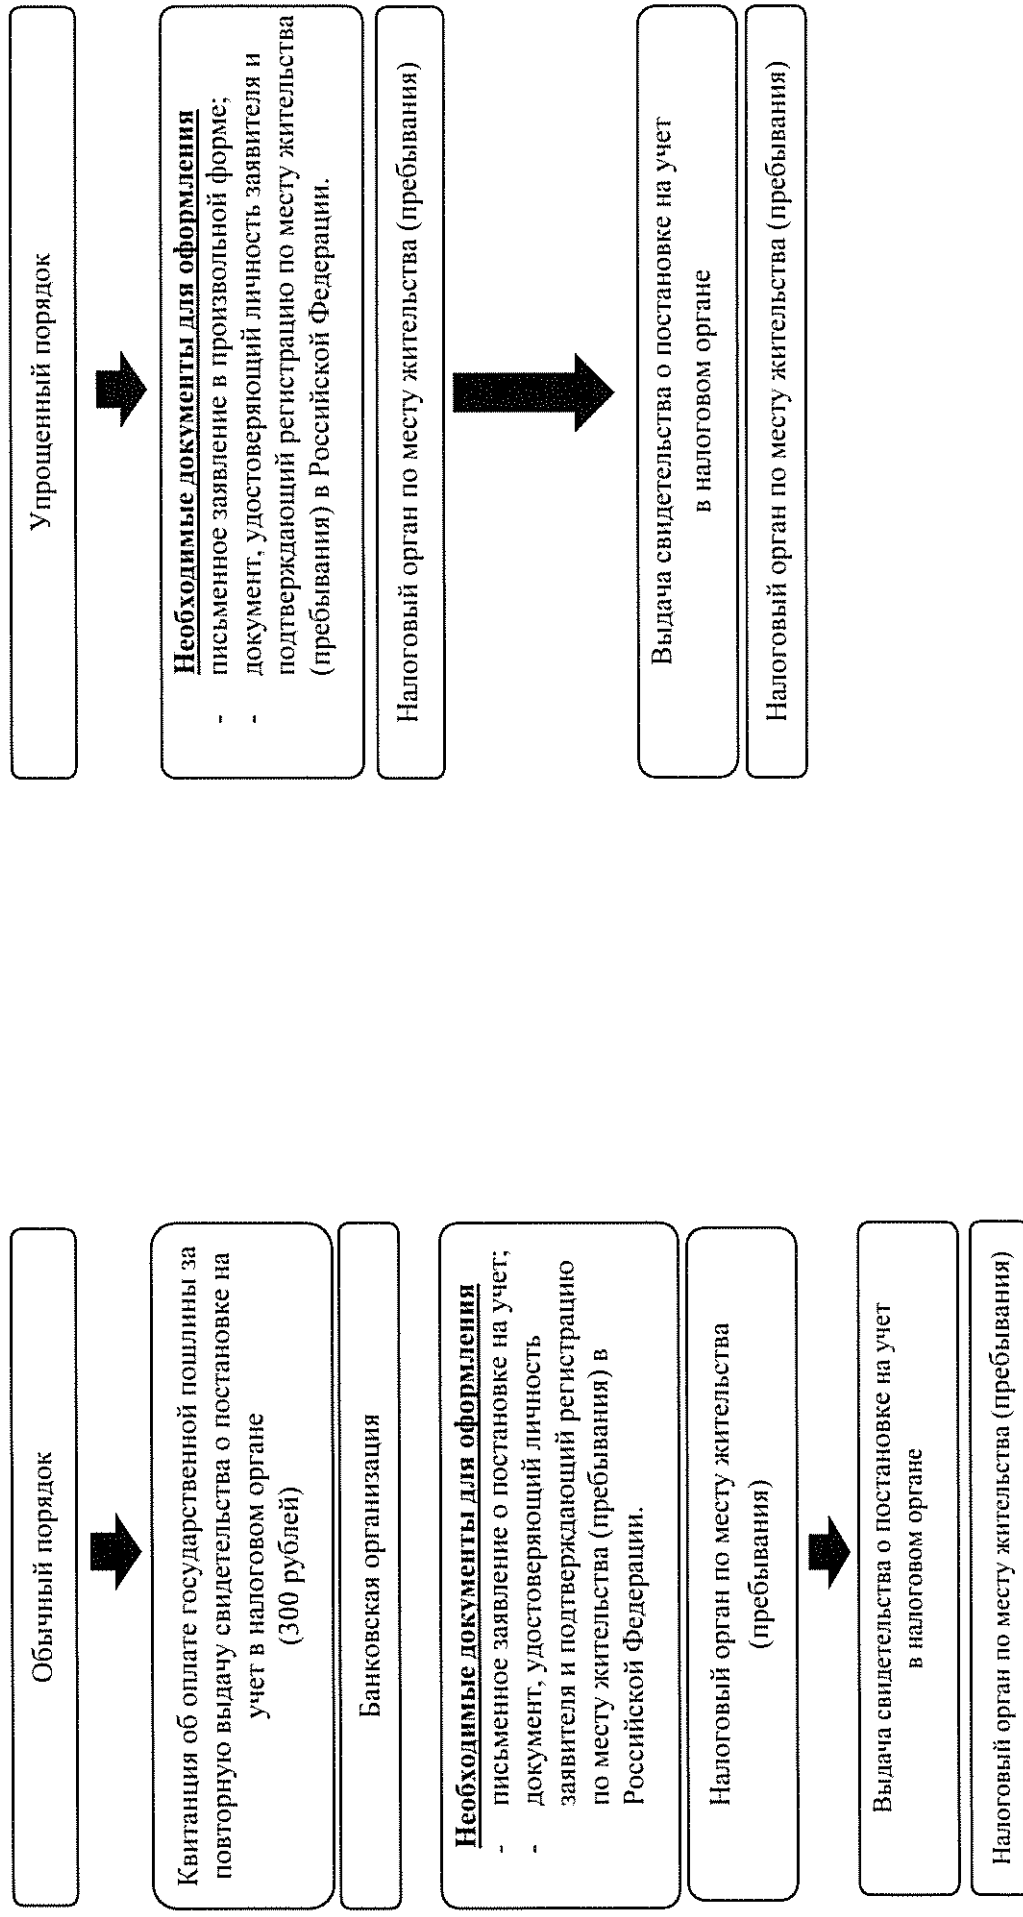 Обычный порядок
Квитанция об оплате государственной пошлины за
повторную выдачу свидетельства о постановке на
учет в налоговом органе
(300 рублей)
Банковская организация
Необходимые документы для оформления
- письменное заявление о постановке на учет;
- документ, удостоверяющий личность
заявителя и подтверждающий регистрацию
по месту жительства (пребывания) в
Российской Федерации.
Налоговый орган по месту жительства
(пребывания)
Выдача свидетельства о постановке на учет
в налоговом органе
Налоговый орган по месту жительства (пребывания)
Упрощенный порядок
Необходимые документы для оформления
- письменное заявление в произвольной форме;
- документ, удостоверяющий личность заявителя и
подтверждающий регистрацию по месту жительства
(пребывания) в Российской Федерации.
Налоговый орган по месту жительства (пребывания)
Выдача свидетельства о постановке на учет
в налоговом органе
Налоговый орган по месту жительства (пребывания)